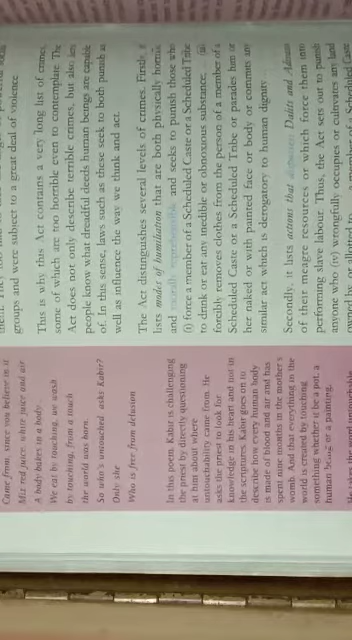 Came from, since you believe in it
Mix red juice, white juice and air
A body bakes in a body
We eat by touching, we wash
by touching, from a touch
the world was born
So who's untouched asks Kabir?
Only she
Who is free from delusion
In this poem, Kabir is challenging
the priest by directly questioning
at him about where
untouchability came from. He
asks the priest to look for
knowledge in his heart and not in
the scriptures. Kabir goes on to
describe how every human body
is made of blood and air and has
spent nine months in the mother's
womb. And that everything in the
world is created by touching
something whether it be a pot, a
human being or a painting.
He takes the word untouchable
groups and were subject to a great deal of violence.
This is why this Act contains a very long list of crimes,
some of which are too horrible even to contemplate. The
Act does not only describe terrible crimes, but also lets
people know what dreadful deeds human beings are capable
of. In this sense, laws such as these seek to both punish as
well as influence the way we think and act.
The Act distinguishes several levels of crimes. Firstly, it
lists modes of humiliation that are both physically horrific
and morally reprehensible and seeks to punish those who
(i) force a member of a Scheduled Caste or a Scheduled Tribe
to drink or eat any inedible or obnoxious substance (ii)
forcibly removes clothes from the person of a member of a
Scheduled Caste or a Scheduled Tribe or parades him or
her naked or with painted face or body or commits any
similar act which is derogatory to human dignity
Secondly, it lists actions that dispossess Dalits and Adivasis
of their meagre resources or which force them into
performing slave labour. Thus, the Act sets out to punish
anyone who (iv) wrongfully occupies or cultivates any land
owned by or allotted of Scheduled Caste